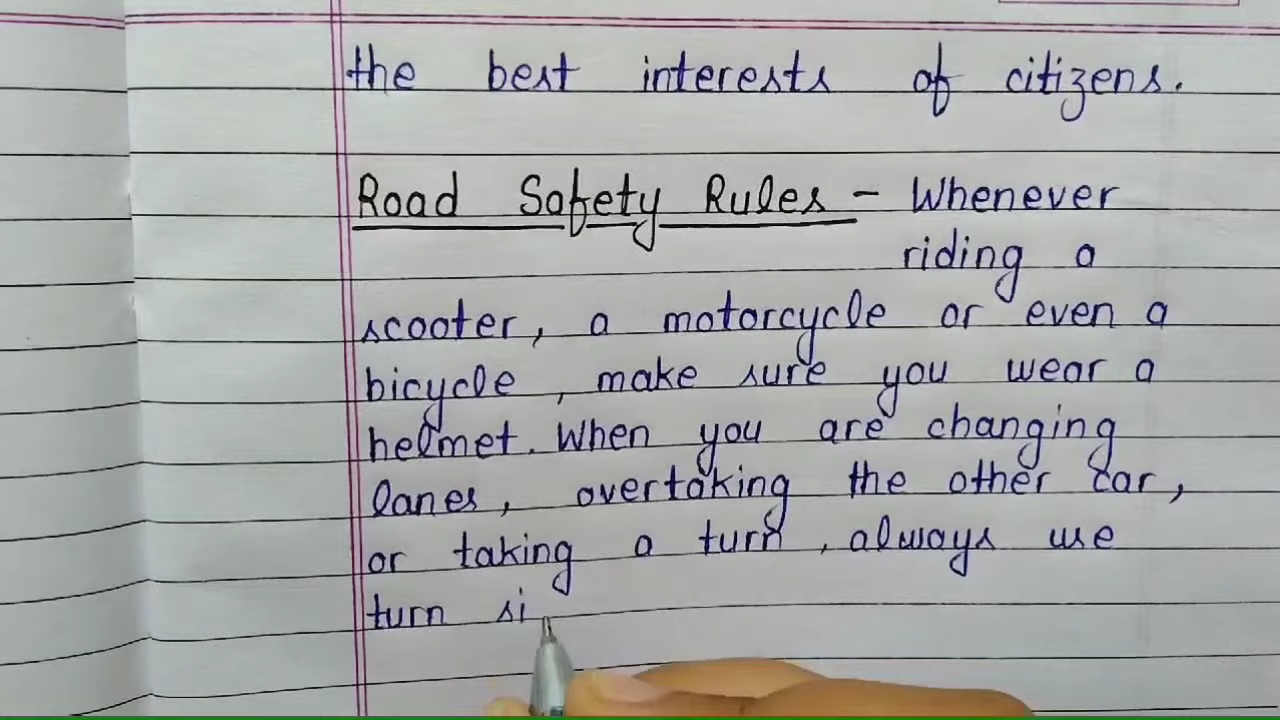 the best interests of citizens.
Road Safety Rules - Whenever
riding a
scooter, a motorcycle or even a
bicycle, make sure you wear a
helmet. When you are changing
lanes, overtaking the other car,
or taking a turn, always use
turn si